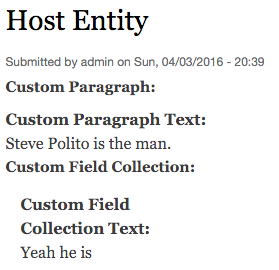 Host Entity
Submitted by admin on Sun, 04/03/2016 - 20:39
Custom Paragraph:
Custom Paragraph Text:
Steve Polito is the man.
Custom Field Collection:
Custom Field
Collection Text:
Yeah he is